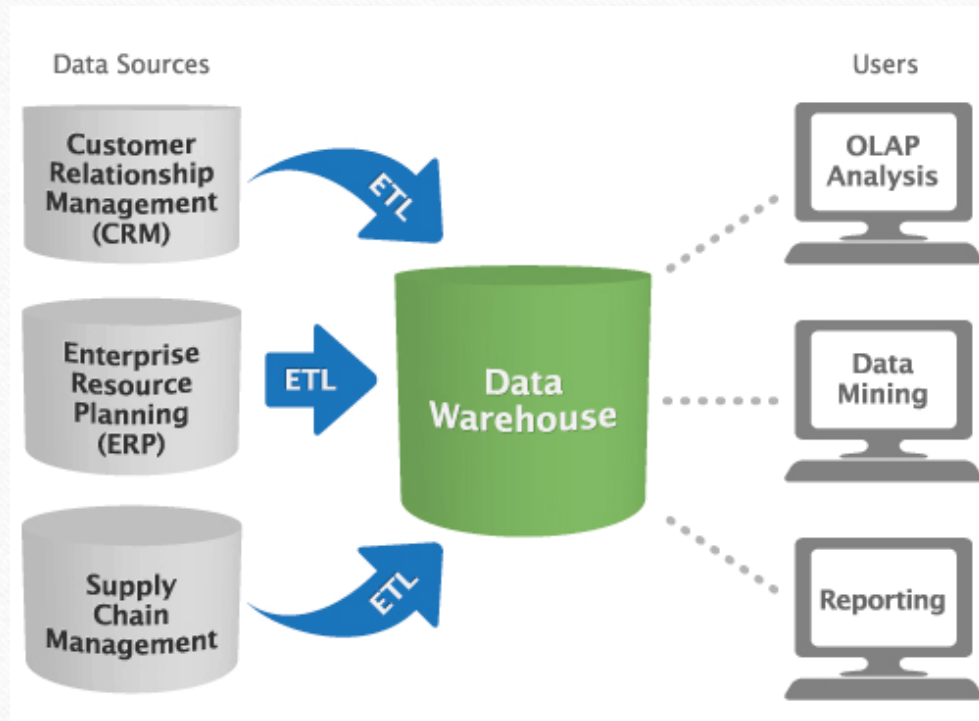 Data Sources
Users
Customer
Relationship
Management
(CRM)
ETL
OLAP
Analysis
Enterprise
Resource
Planning
(ERP)
ETL
Data
Warehouse
Data
Mining
Supply
Chain
Management
ETL
Reporting